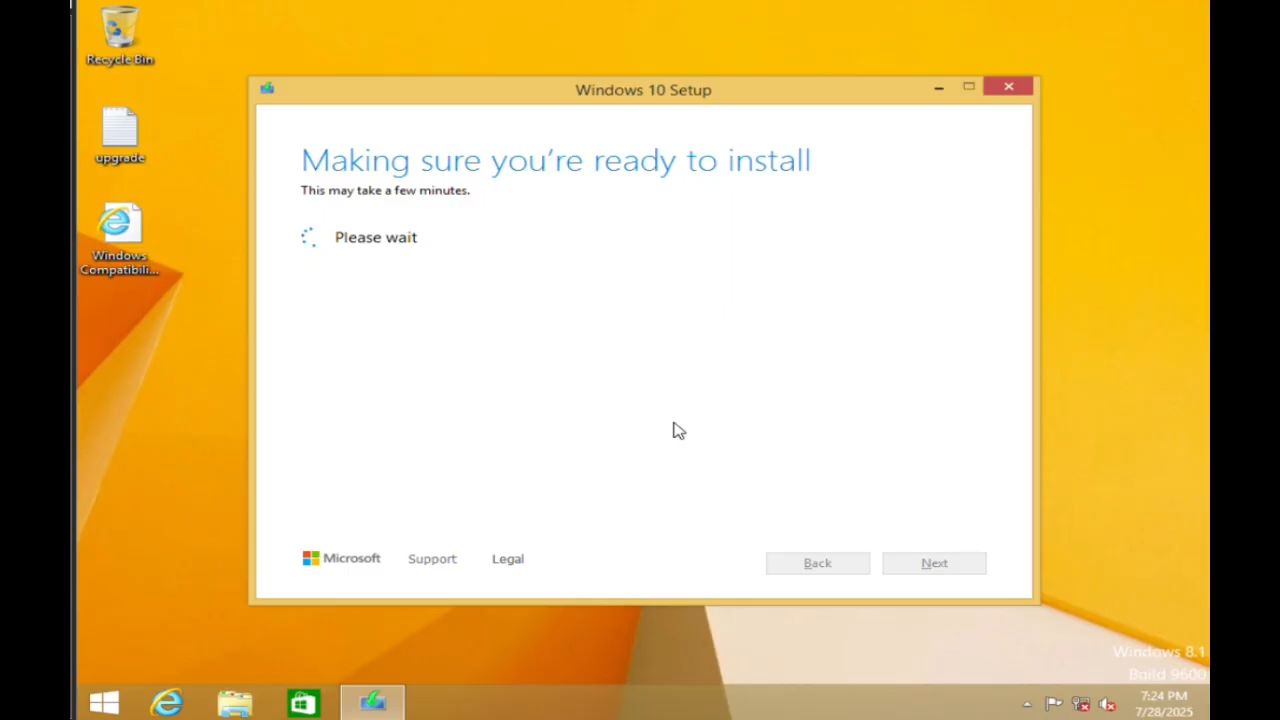 Recycle Bin
upgrade
Windows
Compatibili...
Windows 10 Setup
Making sure you're ready to install
This may take a few minutes.
Please wait
Microsoft Support Legal
Back Next
Windows 8.1
Build 9600
7:24 PM
7/28/2025